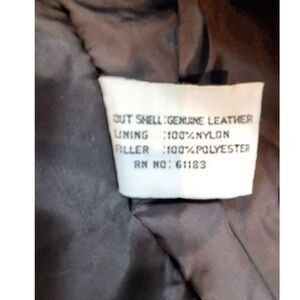 OUT SHELL:GENUINE LEATHER
LINING :100%NYLON
FILLER :100%POLYESTER
RN NO: 61183